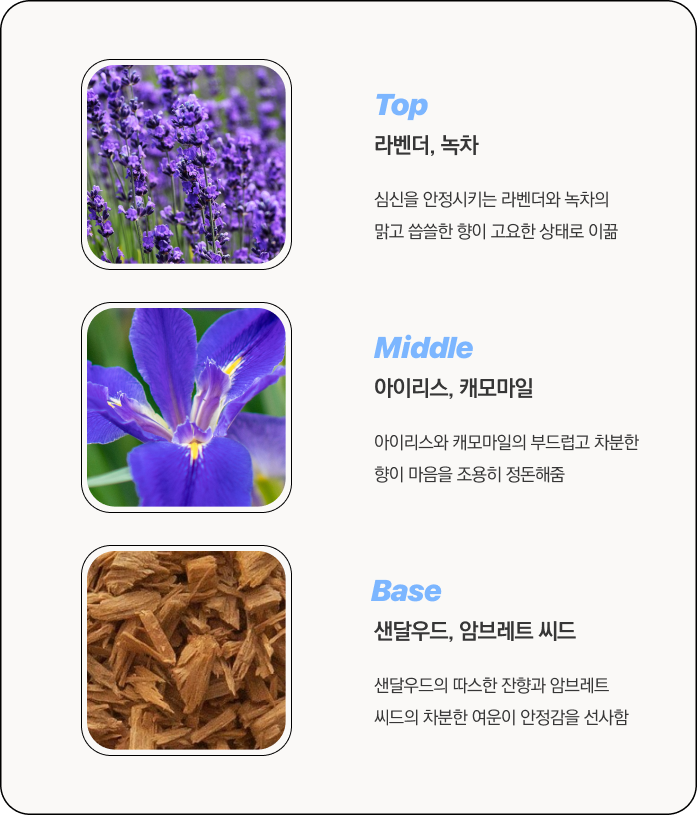 Top
라벤더, 녹차
심신을 안정시키는 라벤더와 녹차의
맑고 씁쓸한 향이 고요한 상태로 이끎
Middle
아이리스, 캐모마일
아이리스와 캐모마일의 부드럽고 차분한
향이 마음을 조용히 정돈해줌
Base
샌달우드, 암브레트 씨드
샌달우드의 따스한 잔향과 암브레트
씨드의 차분한 여운이 안정감을 선사함